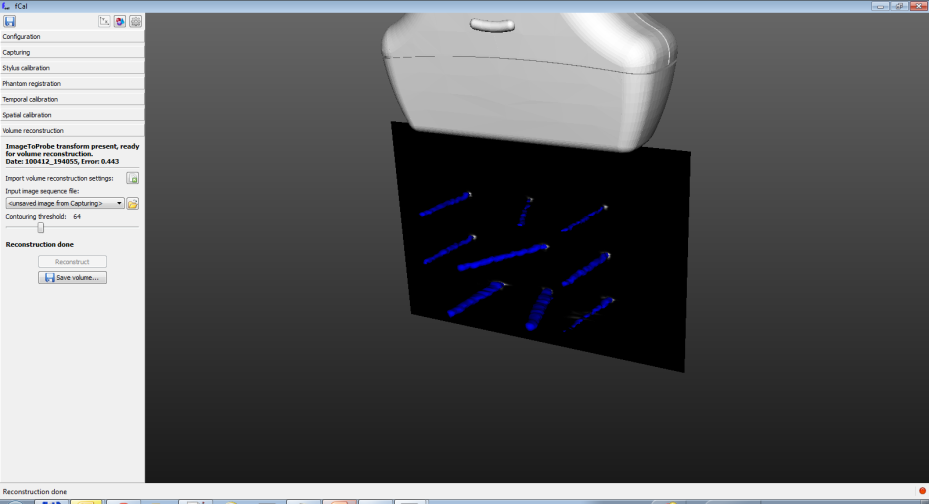 fCal
Configuration
Capturing
Stylus calibration
Phantom registration
Temporal calibration
Spatial calibration
Volume reconstruction
ImageToProbe transform present, ready
for volume reconstruction.
Date: 100412_194055, Error: 0.443
Import volume reconstruction settings:
Input image sequence file:
<unsaved image from Capturing>
Contouring threshold: 64
Reconstruction done
Reconstruct
Save volume...
Reconstruction done